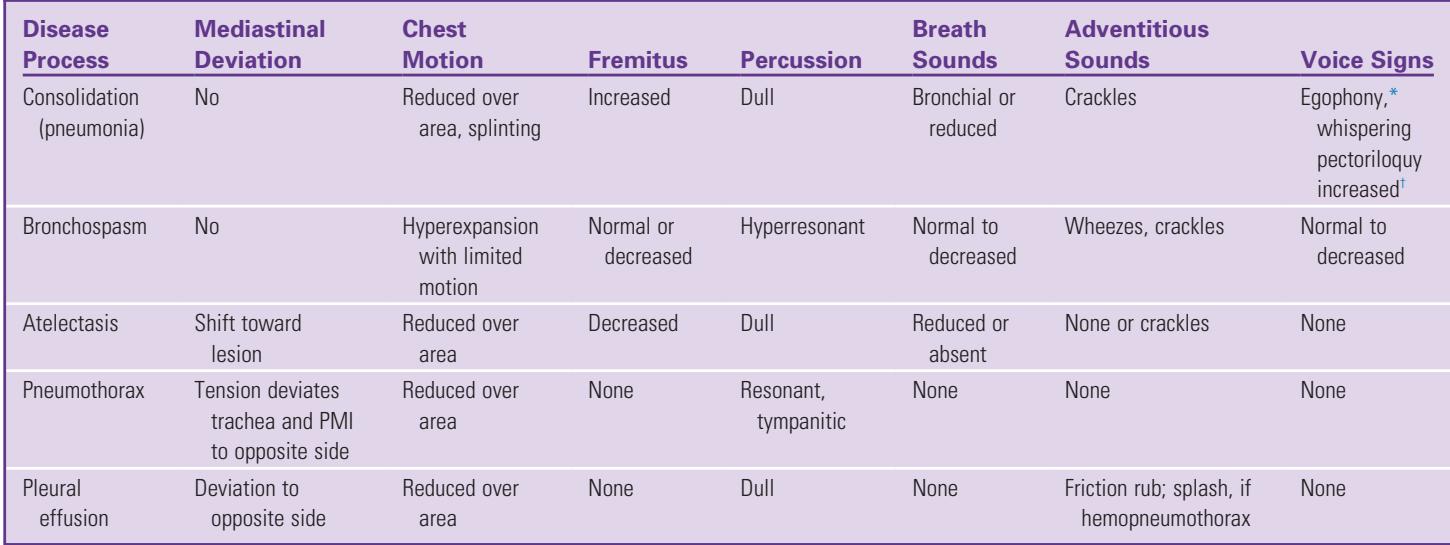 Disease Process | Mediastinal Deviation | Chest Motion | Fremitus | Percussion | Breath Sounds | Adventitious Sounds | Voice Signs
Consolidation (pneumonia) | No | Reduced over area, splinting | Increased | Dull | Bronchial or reduced | Crackles | Egophony,* whispering pectoriloquy increased†
Bronchospasm | No | Hyperexpansion with limited motion | Normal or decreased | Hyperresonant | Normal to decreased | Wheezes, crackles | Normal to decreased
Atelectasis | Shift toward lesion | Reduced over area | Decreased | Dull | Reduced or absent | None or crackles | None
Pneumothorax | Tension deviates trachea and PMI to opposite side | Reduced over area | None | Resonant, tympanitic | None | None | None
Pleural effusion | Deviation to opposite side | Reduced over area | None | Dull | None | Friction rub; splash, if hemopneumothorax | None